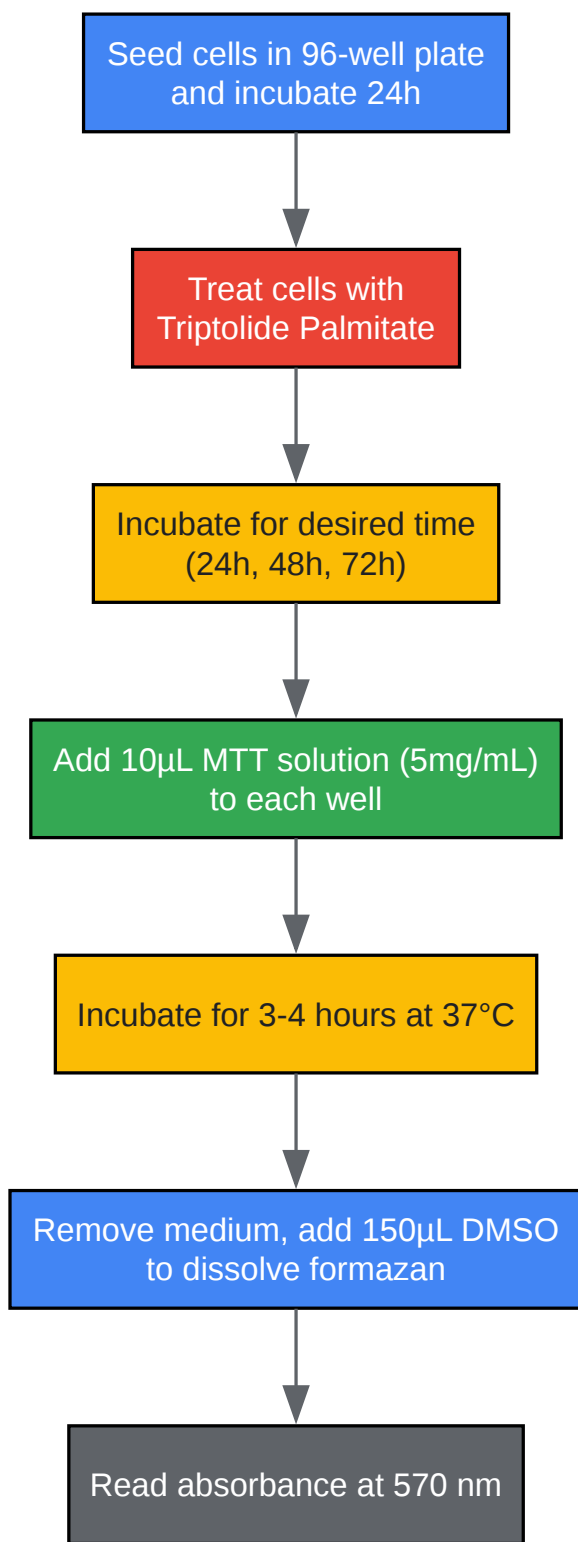 Seed cells in 96-well plate
and incubate 24h
Treat cells with
Triptolide Palmitate
Incubate for desired time
(24h, 48h, 72h)
Add 10µL MTT solution (5mg/mL)
to each well
Incubate for 3-4 hours at 37°C
Remove medium, add 150µL DMSO
to dissolve formazan
Read absorbance at 570 nm